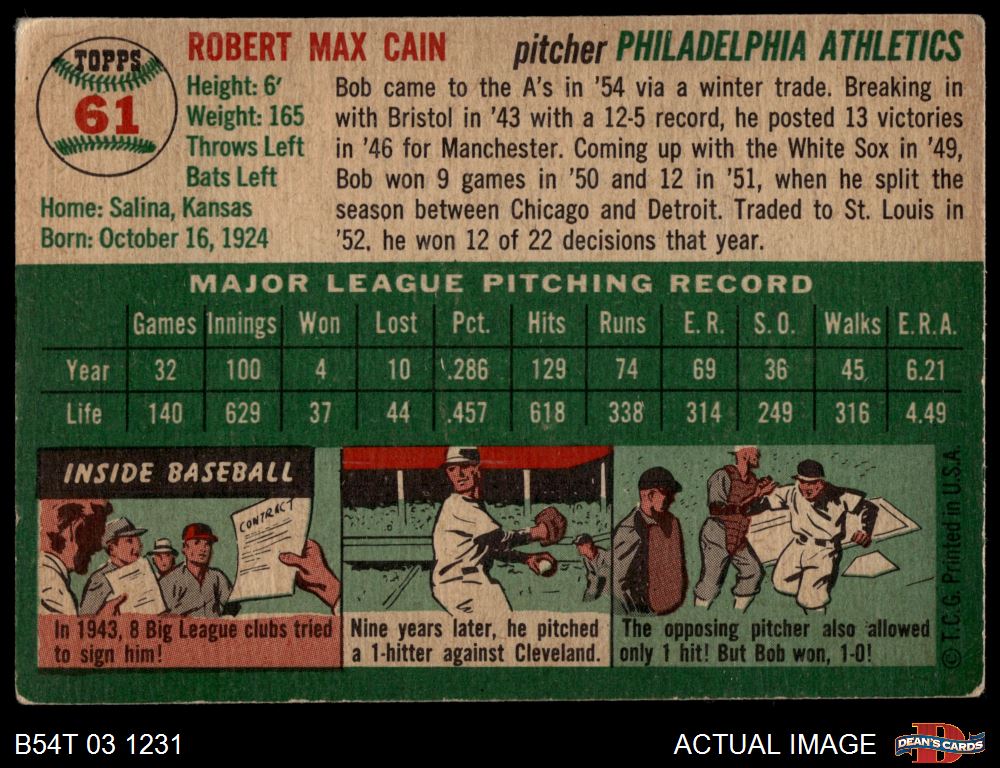 TOPPS
61
ROBERT MAX CAIN
pitcher PHILADELPHIA ATHLETICS
Height: 6'
Weight: 165
Throws Left
Bats Left
Home: Salina, Kansas
Born: October 16, 1924
Bob came to the A's in '54 via a winter trade. Breaking in
with Bristol in '43 with a 12-5 record, he posted 13 victories
in '46 for Manchester. Coming up with the White Sox in '49,
Bob won 9 games in '50 and 12 in '51, when he split the
season between Chicago and Detroit. Traded to St. Louis in
'52, he won 12 of 22 decisions that year.
MAJOR LEAGUE PITCHING RECORD
Games Innings Won Lost Pct. Hits Runs E.R. S.O. Walks E.R.A.
Year 32 100 4 10 .286 129 74 69 36 45 6.21
Life 140 629 37 44 .457 618 338 314 249 316 4.49
INSIDE BASEBALL
CONTRACT
In 1943, 8 Big League clubs tried
to sign him!
Nine years later, he pitched
a 1-hitter against Cleveland.
The opposing pitcher also allowed
only 1 hit! But Bob won, 1-0!
© T.C.G. Printed in U.S.A.
B54T 03 1231
ACTUAL IMAGE
DEAN'S CARDS